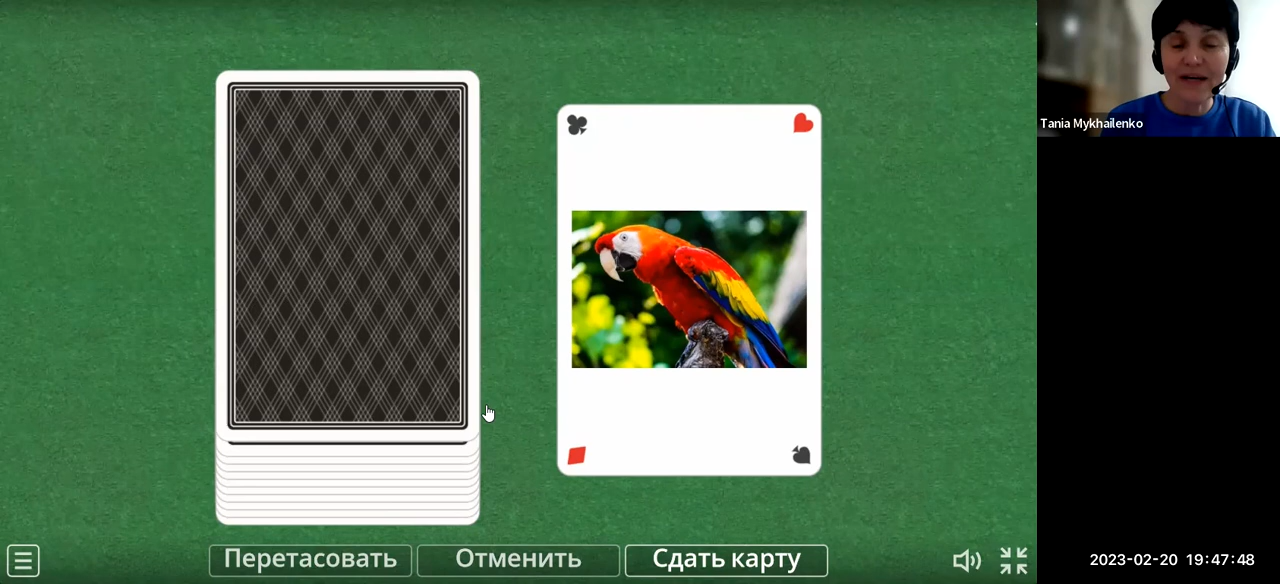 Tania Mykhailenko
Перетасовать
Отменить
Сдать карту
2023-02-20 19:47:48